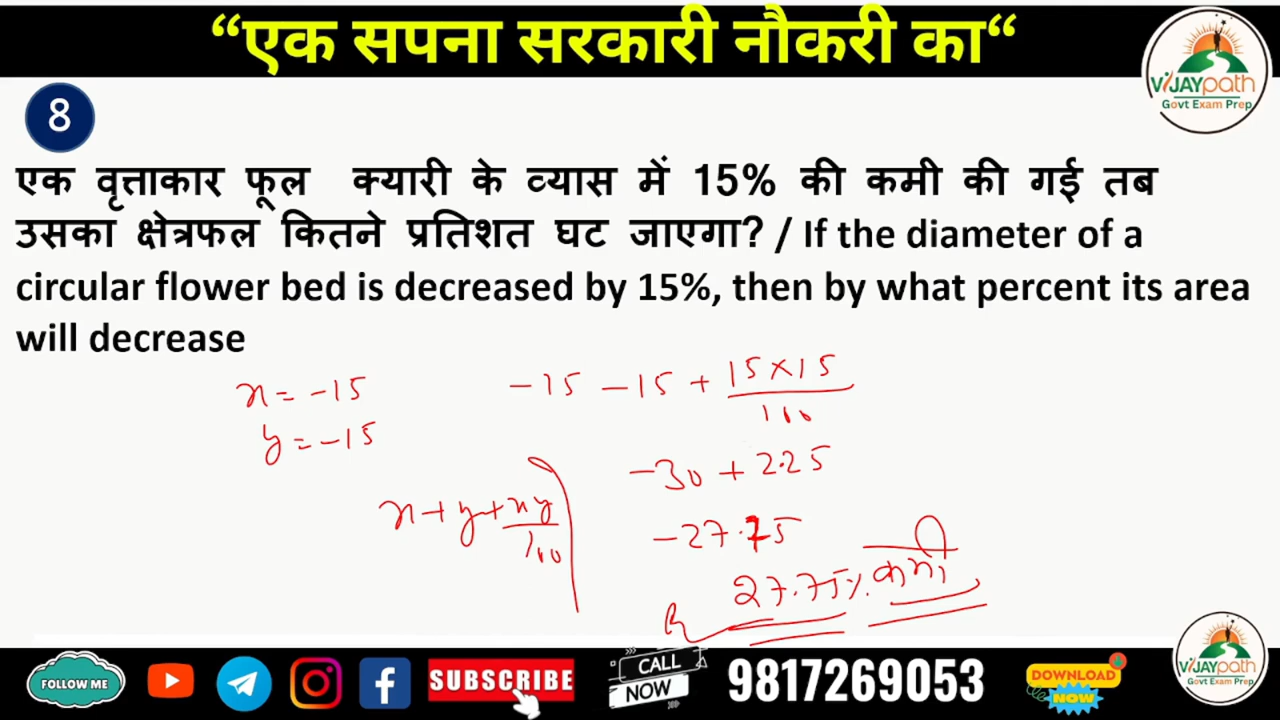 “एक सपना सरकारी नौकरी का“
VIJAYpath
Govt Exam Prep
8
एक वृत्ताकार फूल क्यारी के व्यास में 15% की कमी की गई तब
उसका क्षेत्रफल कितने प्रतिशत घट जाएगा? / If the diameter of a
circular flower bed is decreased by 15%, then by what percent its area
will decrease
x = -15
y = -15
x + y + xy/100
-15 - 15 + 15×15/100
-30 + 2.25
-27.75
27.75% कमी
FOLLOW ME
f
SUBSCRIBE
CALL
NOW
9817269053
DOWNLOAD
NOW
VIJAYpath
Govt Exam Prep